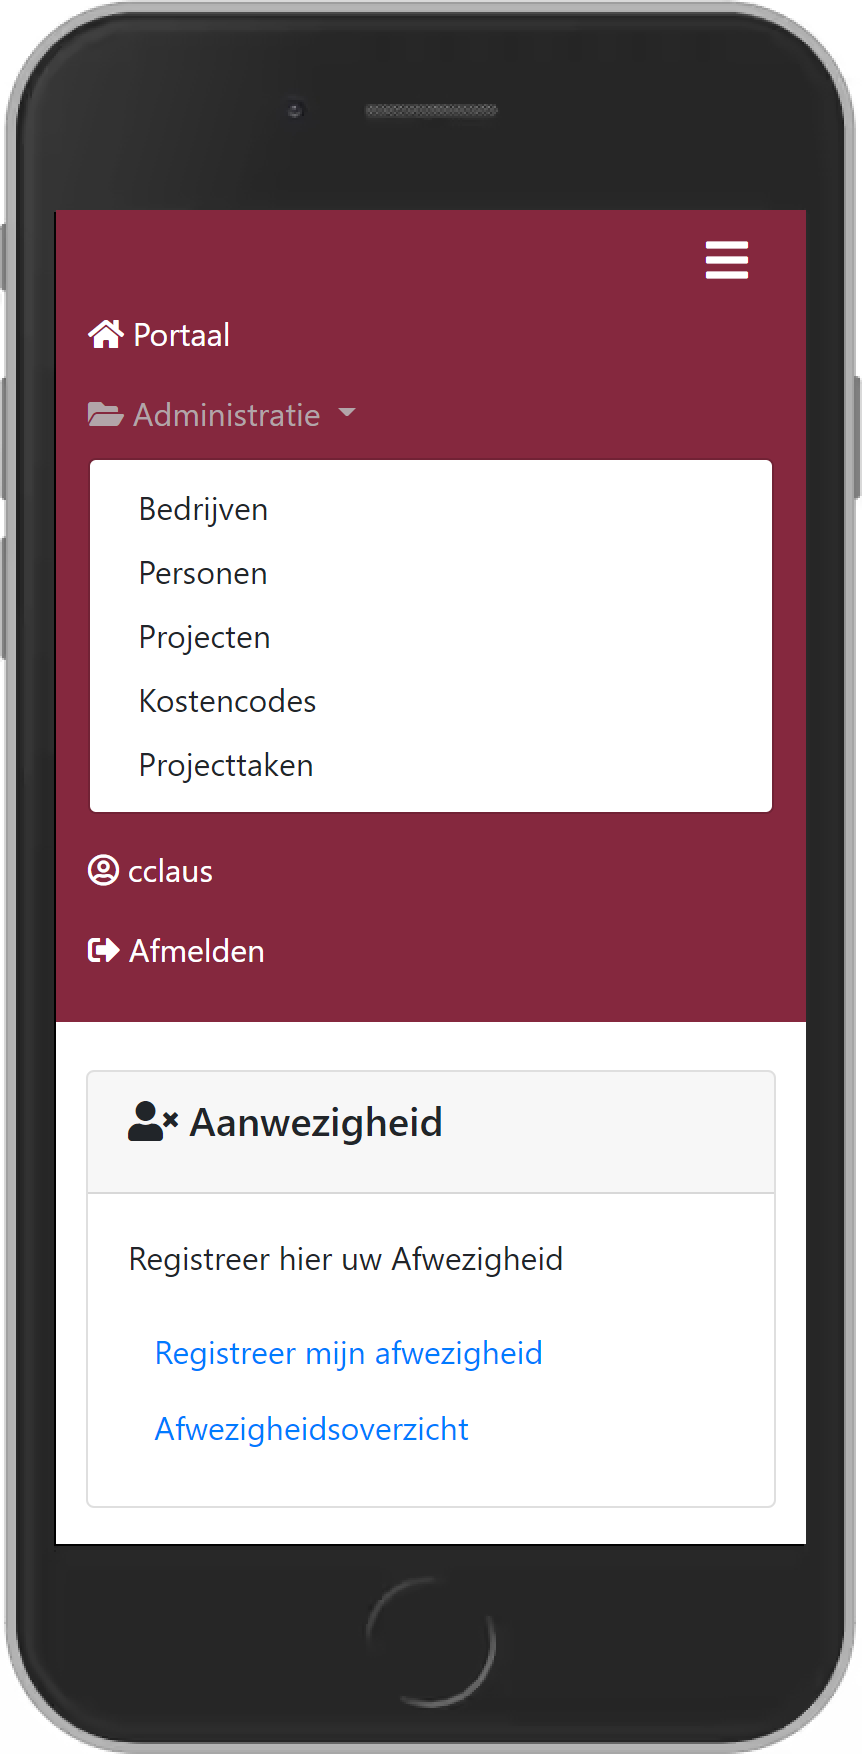 Portaal
Administratie
Bedrijven
Personen
Projecten
Kostencodes
Projecttaken
cclaus
Afmelden
Aanwezigheid
Registreer hier uw Afwezigheid
Registreer mijn afwezigheid
Afwezigheidsoverzicht